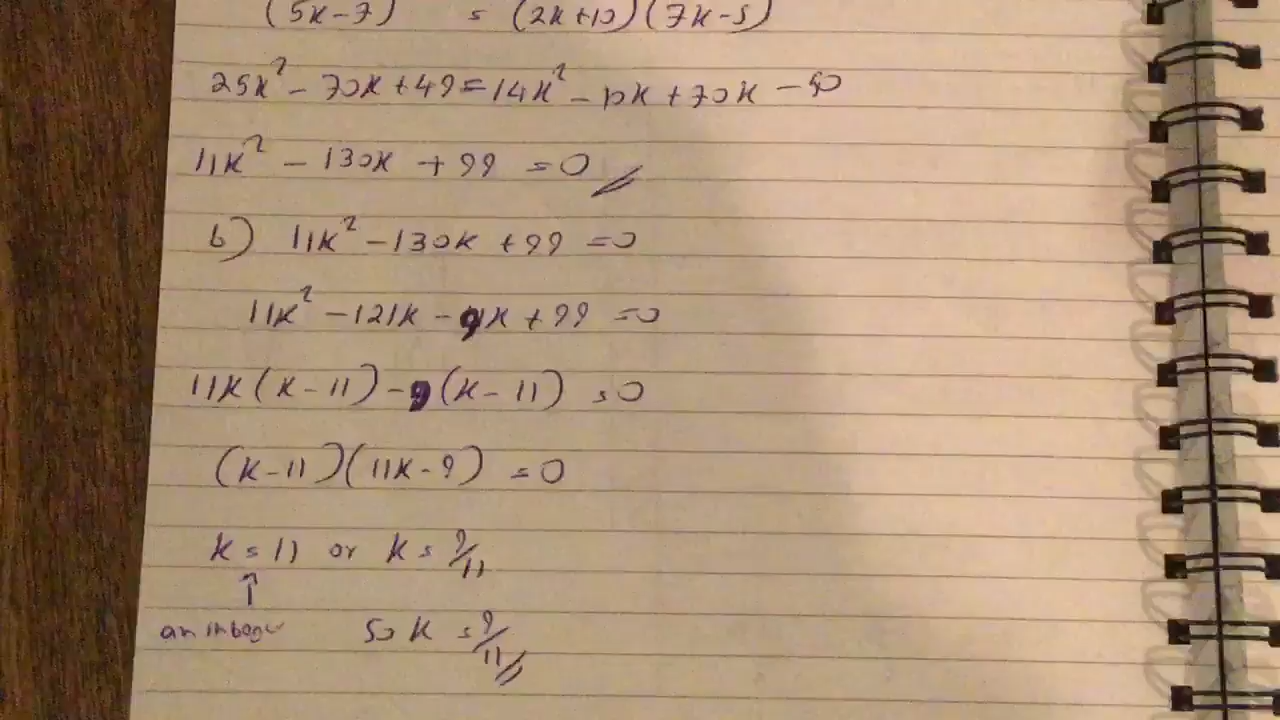 (5k-7) = (2k+10)(7k-5)
25k² - 70k + 49 = 14k² - 10k + 70k - 50
11k² - 130k + 99 = 0
b) 11k² - 130k + 99 = 0
11k² - 121k - 9k + 99 = 0
11k(k - 11) - 9(k - 11) = 0
(k - 11)(11k - 9) = 0
k = 11 or k = 9/11
↑
an integer so k = 9/11